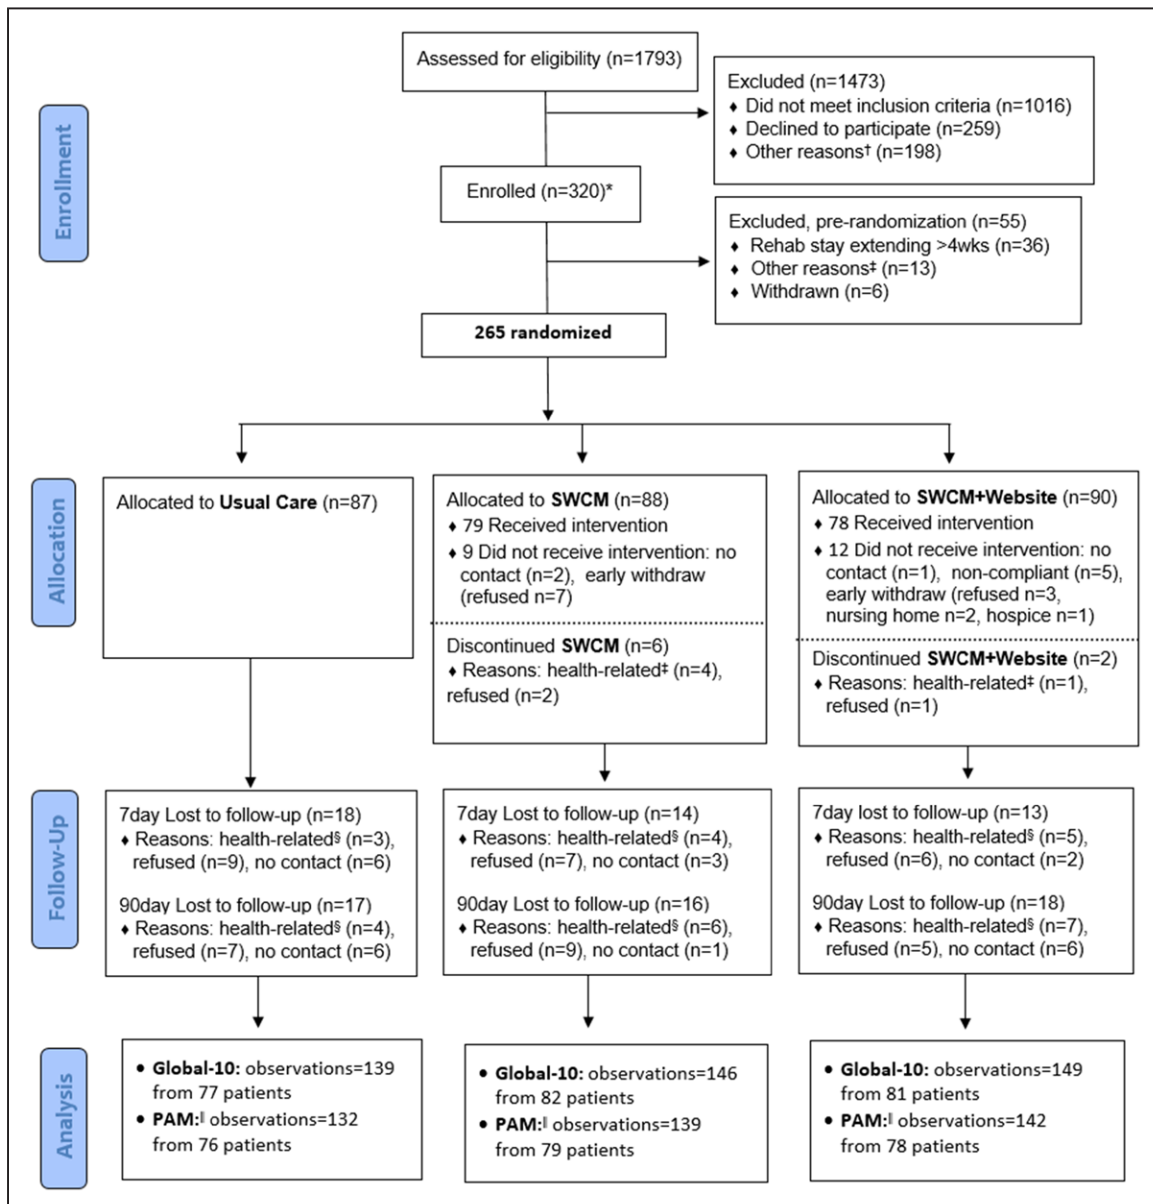 Enrollment
Assessed for eligibility (n=1793)
Excluded (n=1473)
♦ Did not meet inclusion criteria (n=1016)
♦ Declined to participate (n=259)
♦ Other reasons† (n=198)
Enrolled (n=320)*
Excluded, pre-randomization (n=55)
♦ Rehab stay extending >4wks (n=36)
♦ Other reasons‡ (n=13)
♦ Withdrawn (n=6)
265 randomized
Allocation
Allocated to Usual Care (n=87)
Allocated to SWCM (n=88)
♦ 79 Received intervention
♦ 9 Did not receive intervention: no
contact (n=2), early withdraw
(refused n=7)
Discontinued SWCM (n=6)
♦ Reasons: health-related‡ (n=4),
refused (n=2)
Allocated to SWCM+Website (n=90)
♦ 78 Received intervention
♦ 12 Did not receive intervention: no
contact (n=1), non-compliant (n=5),
early withdraw (refused n=3,
nursing home n=2, hospice n=1)
Discontinued SWCM+Website (n=2)
♦ Reasons: health-related‡ (n=1),
refused (n=1)
Follow-Up
7day Lost to follow-up (n=18)
♦ Reasons: health-related§ (n=3),
refused (n=9), no contact (n=6)
90day Lost to follow-up (n=17)
♦ Reasons: health-related§ (n=4),
refused (n=7), no contact (n=6)
7day Lost to follow-up (n=14)
♦ Reasons: health-related§ (n=4),
refused (n=7), no contact (n=3)
90day Lost to follow-up (n=16)
♦ Reasons: health-related§ (n=6),
refused (n=9), no contact (n=1)
7day lost to follow-up (n=13)
♦ Reasons: health-related§ (n=5),
refused (n=6), no contact (n=2)
90day Lost to follow-up (n=18)
♦ Reasons: health-related§ (n=7),
refused (n=5), no contact (n=6)
Analysis
• Global-10: observations=139
from 77 patients
• PAM:‖ observations=132
from 76 patients
• Global-10: observations=146
from 82 patients
• PAM:‖ observations=139
from 79 patients
• Global-10: observations=149
from 81 patients
• PAM:‖ observations=142
from 78 patients